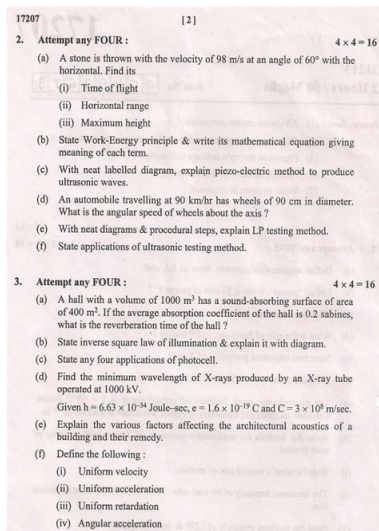 17207 [2]
2. Attempt any FOUR : 4 × 4 = 16
(a) A stone is thrown with the velocity of 98 m/s at an angle of 60° with the
horizontal. Find its
(i) Time of flight
(ii) Horizontal range
(iii) Maximum height
(b) State Work-Energy principle & write its mathematical equation giving
meaning of each term.
(c) With neat labelled diagram, explain piezo-electric method to produce
ultrasonic waves.
(d) An automobile travelling at 90 km/hr has wheels of 90 cm in diameter.
What is the angular speed of wheels about the axis ?
(e) With neat diagrams & procedural steps, explain LP testing method.
(f) State applications of ultrasonic testing method.
3. Attempt any FOUR : 4 × 4 = 16
(a) A hall with a volume of 1000 m³ has a sound-absorbing surface of area
of 400 m². If the average absorption coefficient of the hall is 0.2 sabines,
what is the reverberation time of the hall ?
(b) State inverse square law of illumination & explain it with diagram.
(c) State any four applications of photocell.
(d) Find the minimum wavelength of X-rays produced by an X-ray tube
operated at 1000 kV.
Given h = 6.63 × 10⁻³⁴ Joule–sec, e = 1.6 × 10⁻¹⁹ C and C = 3 × 10⁸ m/sec.
(e) Explain the various factors affecting the architectural acoustics of a
building and their remedy.
(f) Define the following :
(i) Uniform velocity
(ii) Uniform acceleration
(iii) Uniform retardation
(iv) Angular acceleration